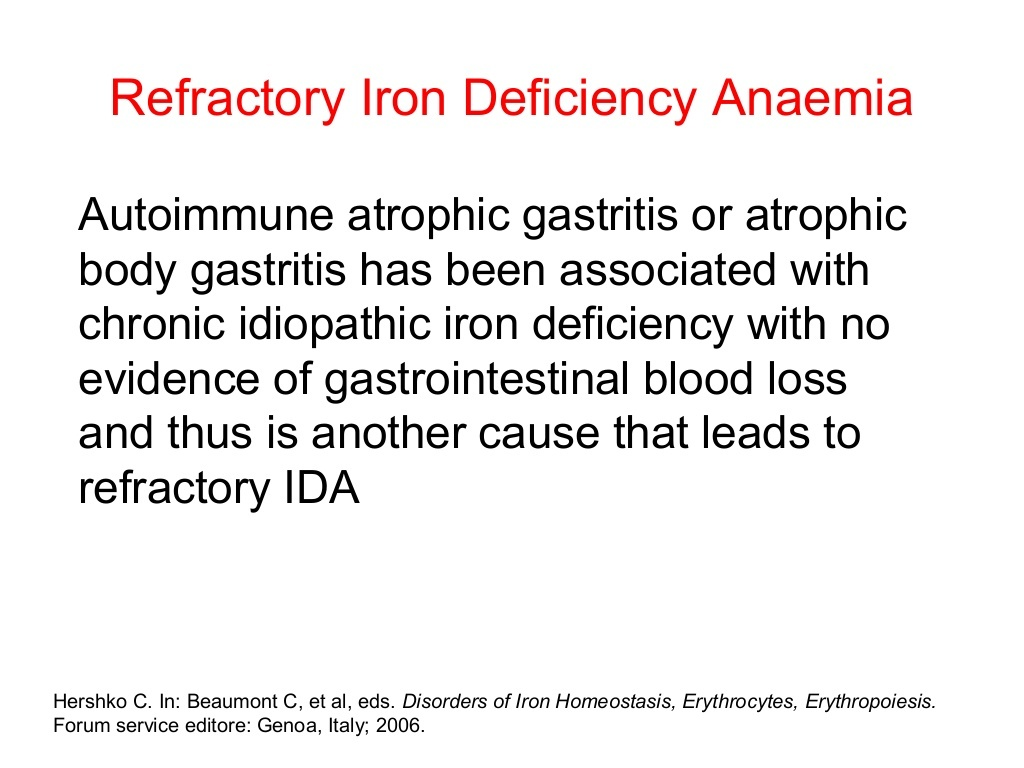 Refractory Iron Deficiency Anaemia
Autoimmune atrophic gastritis or atrophic
body gastritis has been associated with
chronic idiopathic iron deficiency with no
evidence of gastrointestinal blood loss
and thus is another cause that leads to
refractory IDA
Hershko C. In: Beaumont C, et al, eds. Disorders of Iron Homeostasis, Erythrocytes, Erythropoiesis.
Forum service editore: Genoa, Italy; 2006.